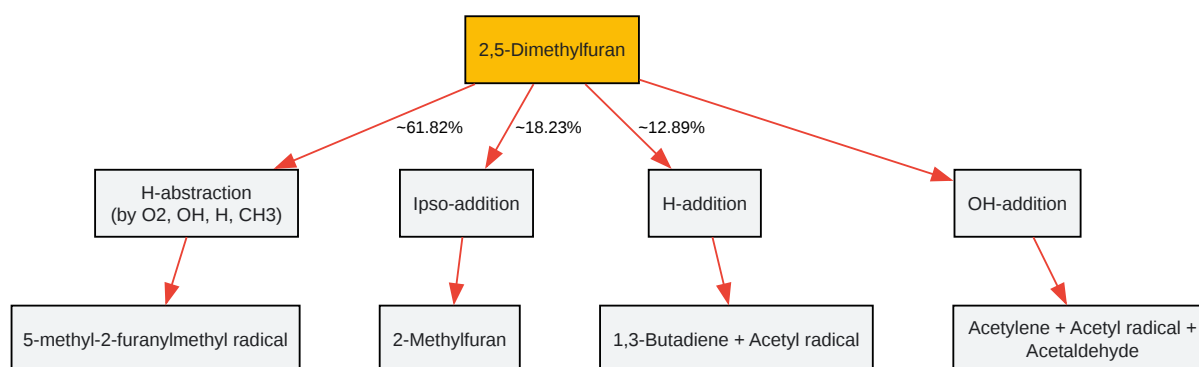 2,5-Dimethylfuran
~61.82%
~18.23%
~12.89%
H-abstraction
(by O2, OH, H, CH3)
Ipso-addition
H-addition
OH-addition
5-methyl-2-furanylmethyl radical
2-Methylfuran
1,3-Butadiene + Acetyl radical
Acetylene + Acetyl radical +
Acetaldehyde